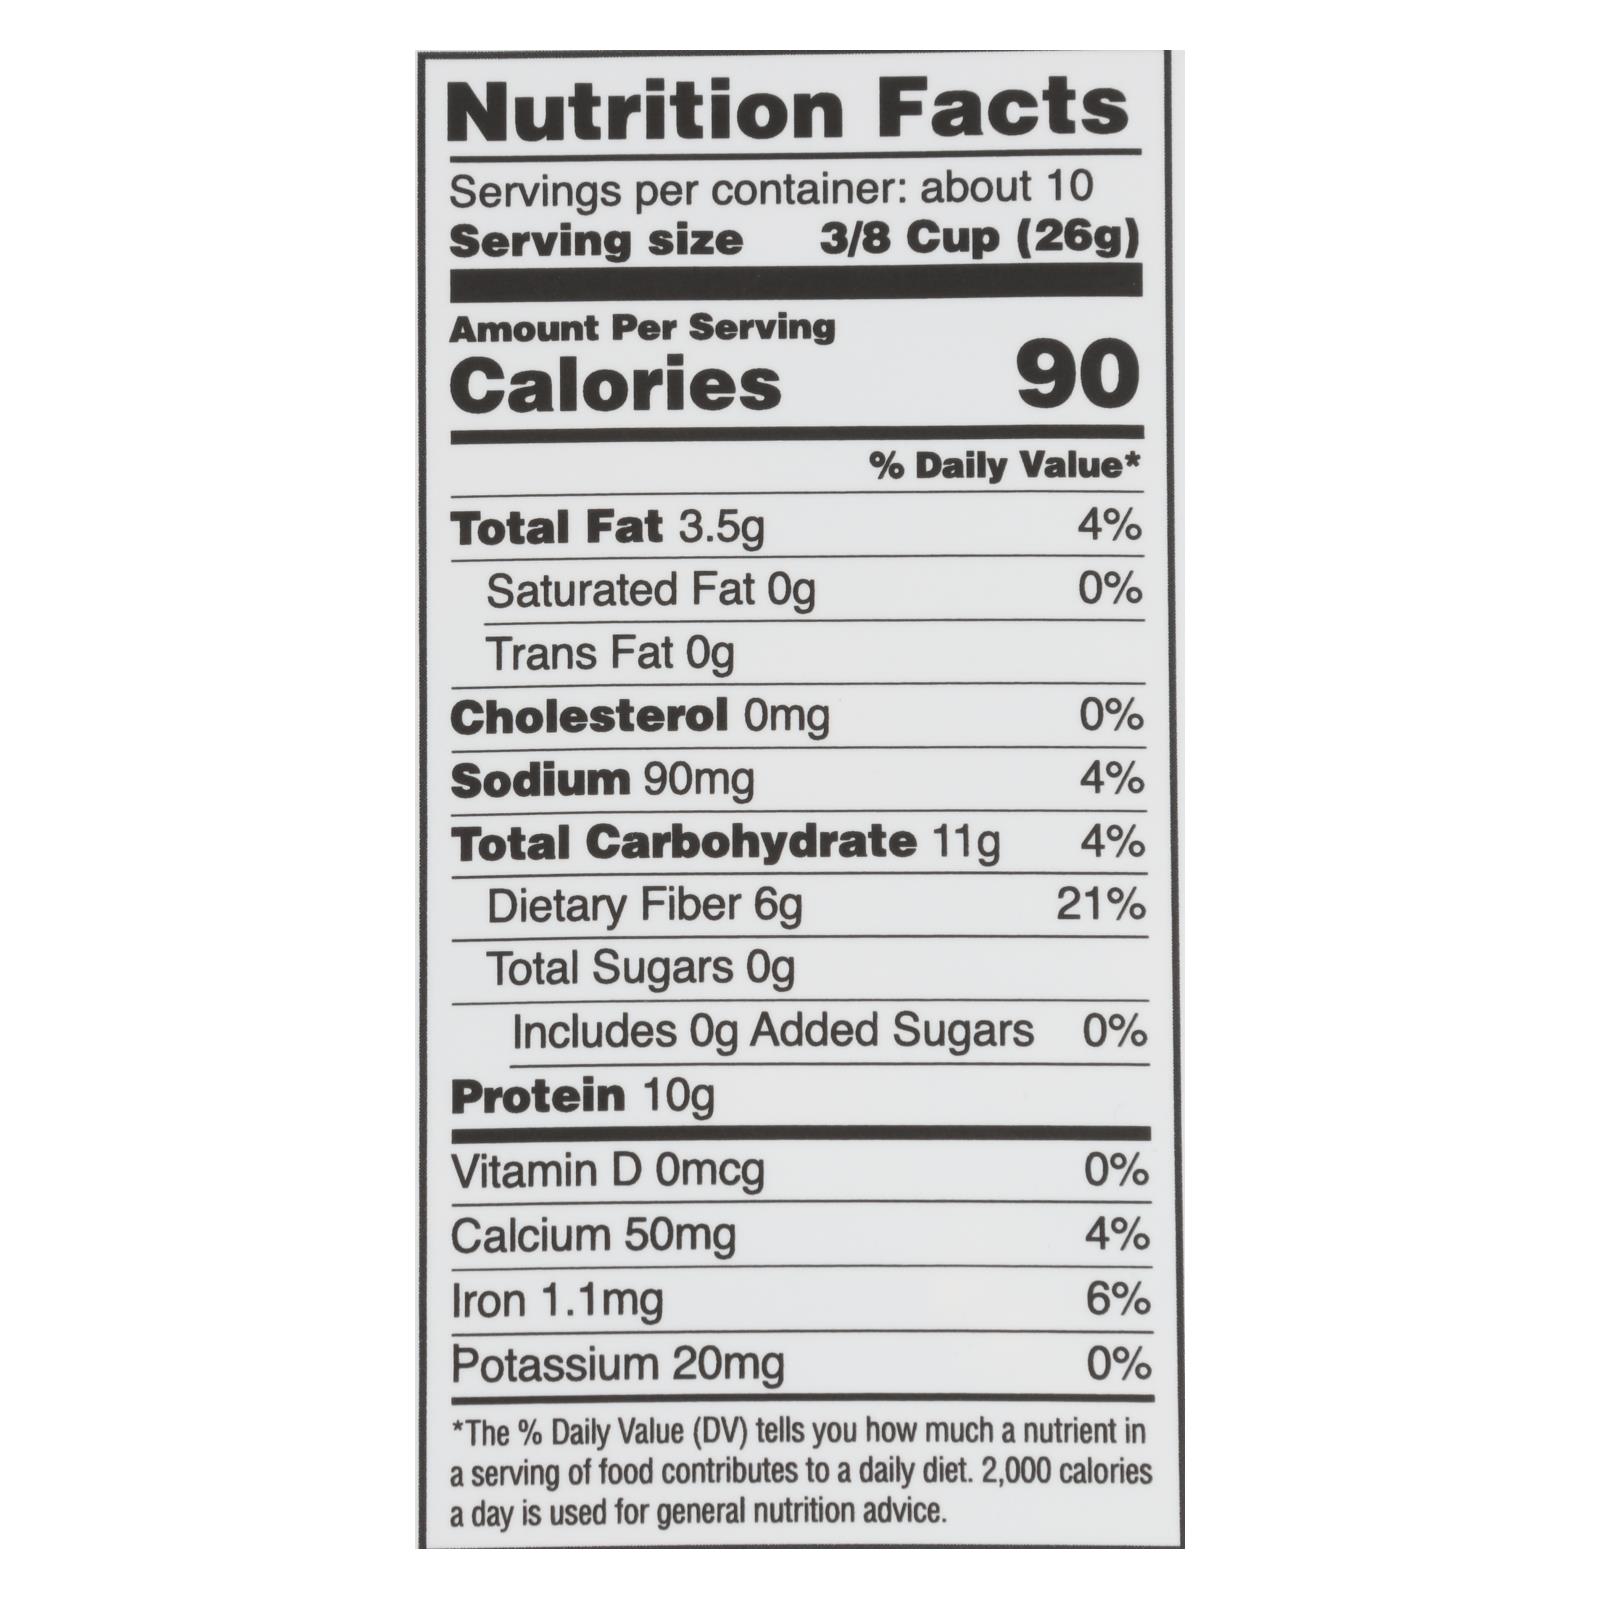 Nutrition Facts
Servings per container: about 10
Serving size 3/8 Cup (26g)
Amount Per Serving
Calories 90
% Daily Value*
Total Fat 3.5g 4%
Saturated Fat 0g 0%
Trans Fat 0g
Cholesterol 0mg 0%
Sodium 90mg 4%
Total Carbohydrate 11g 4%
Dietary Fiber 6g 21%
Total Sugars 0g
Includes 0g Added Sugars 0%
Protein 10g
Vitamin D 0mcg 0%
Calcium 50mg 4%
Iron 1.1mg 6%
Potassium 20mg 0%
*The % Daily Value (DV) tells you how much a nutrient in
a serving of food contributes to a daily diet. 2,000 calories
a day is used for general nutrition advice.